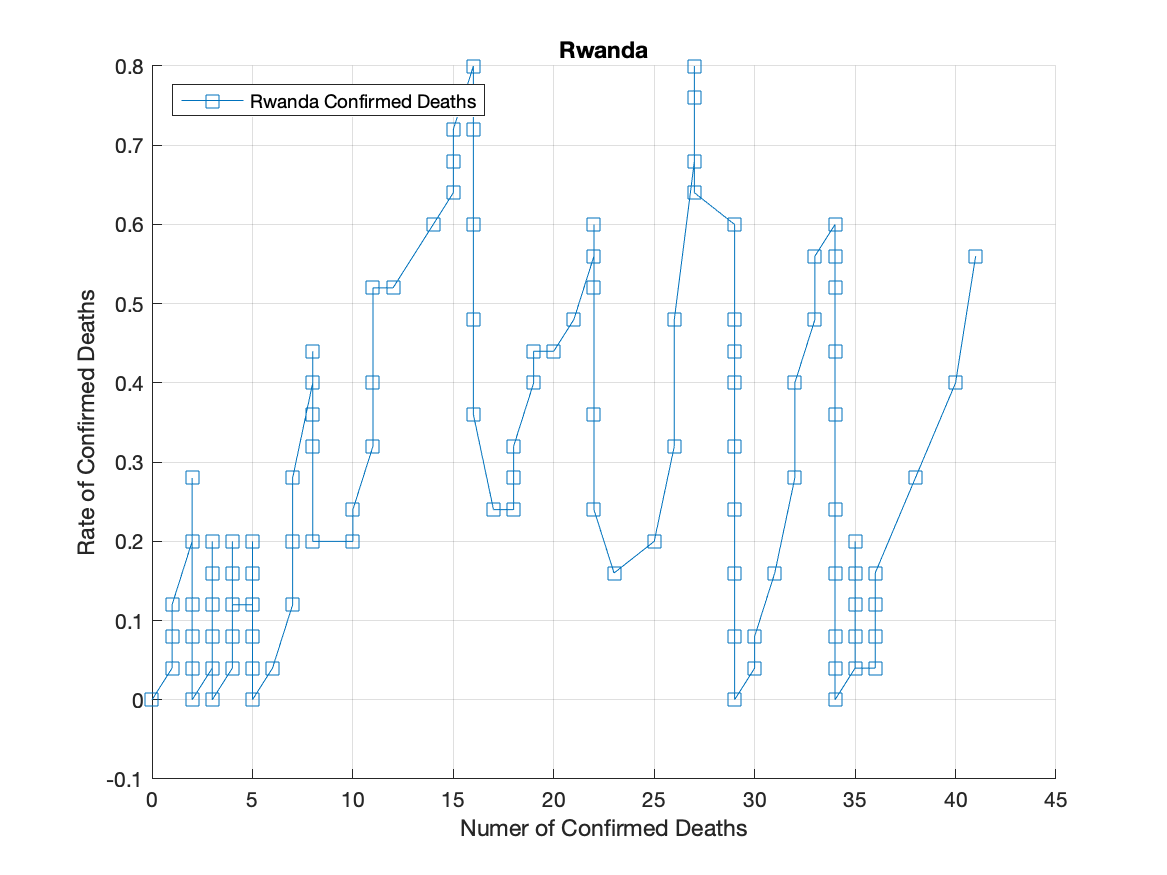 Rwanda
Rwanda Confirmed Deaths
0.8
0.7
0.6
0.5
0.4
0.3
0.2
0.1
0
-0.1
Rate of Confirmed Deaths
0 5 10 15 20 25 30 35 40 45
Numer of Confirmed Deaths